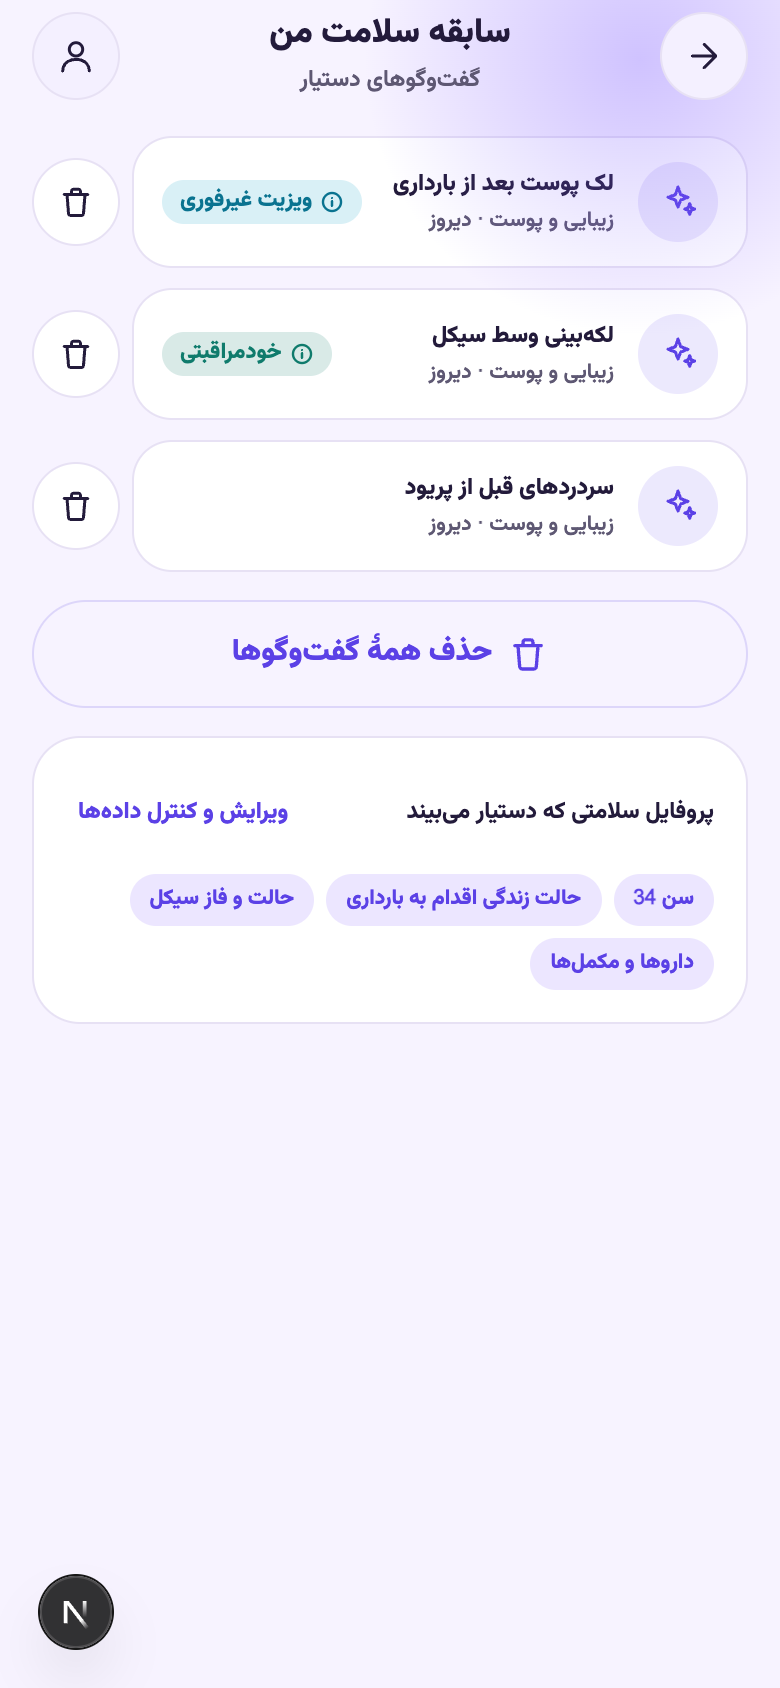 سابقه سلامت من
گفت‌وگوهای دستیار
لک پوست بعد از بارداری
زیبایی و پوست · دیروز
ویزیت غیرفوری
لکه‌بینی وسط سیکل
زیبایی و پوست · دیروز
خودمراقبتی
سردردهای قبل از پریود
زیبایی و پوست · دیروز
حذف همهٔ گفت‌وگوها
پروفایل سلامتی که دستیار می‌بیند
ویرایش و کنترل داده‌ها
سن 34
حالت زندگی اقدام به بارداری
حالت و فاز سیکل
داروها و مکمل‌ها
N